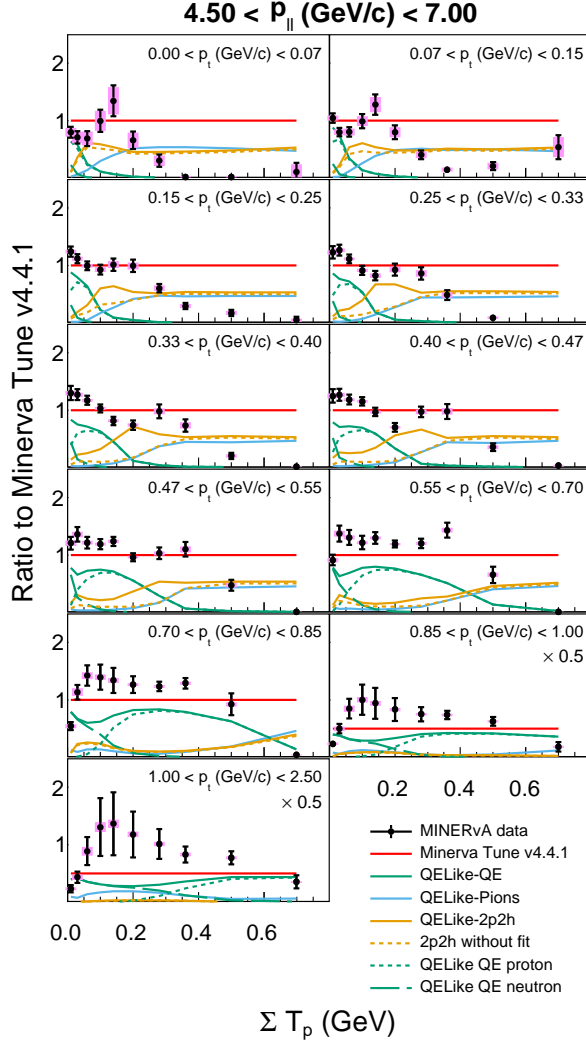 4.50 < p|| (GeV/c) < 7.00
0.00 < pt (GeV/c) < 0.07
0.07 < pt (GeV/c) < 0.15
2
1
0.15 < pt (GeV/c) < 0.25
0.25 < pt (GeV/c) < 0.33
2
1
0.33 < pt (GeV/c) < 0.40
0.40 < pt (GeV/c) < 0.47
2
1
0.47 < pt (GeV/c) < 0.55
0.55 < pt (GeV/c) < 0.70
2
1
0.70 < pt (GeV/c) < 0.85
0.85 < pt (GeV/c) < 1.00
× 0.5
2
1
1.00 < pt (GeV/c) < 2.50
× 0.5
2
1
0.2 0.4 0.6
0.0 0.2 0.4 0.6
Ratio to Minerva Tune v4.4.1
Σ Tp (GeV)
MINERvA data
Minerva Tune v4.4.1
QELike-QE
QELike-Pions
QELike-2p2h
2p2h without fit
QELike QE proton
QELike QE neutron